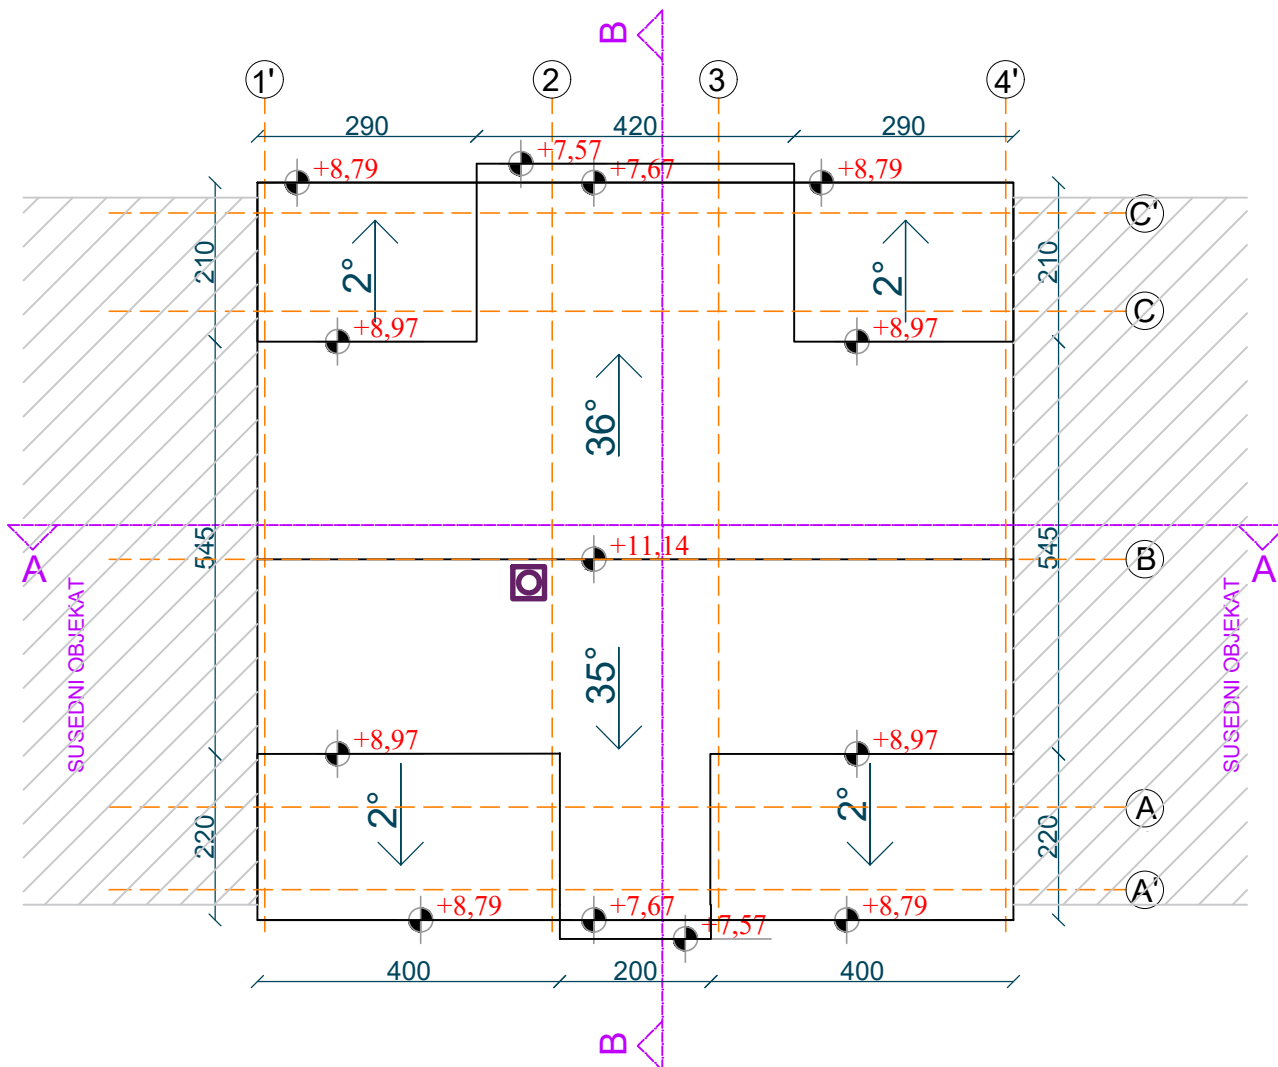 B
1' 2 3 4'
290 420 290
+7,57
+8,79 +7,67 +8,79
C'
210 2° 2° 210
C
+8,97 +8,97
36°
545 545
A A
+11,14
B
SUSEDNI OBJEKAT SUSEDNI OBJEKAT
35°
+8,97 +8,97
2° 2° A
220 220
A'
+8,79 +7,67 +8,79
+7,57
400 200 400
B